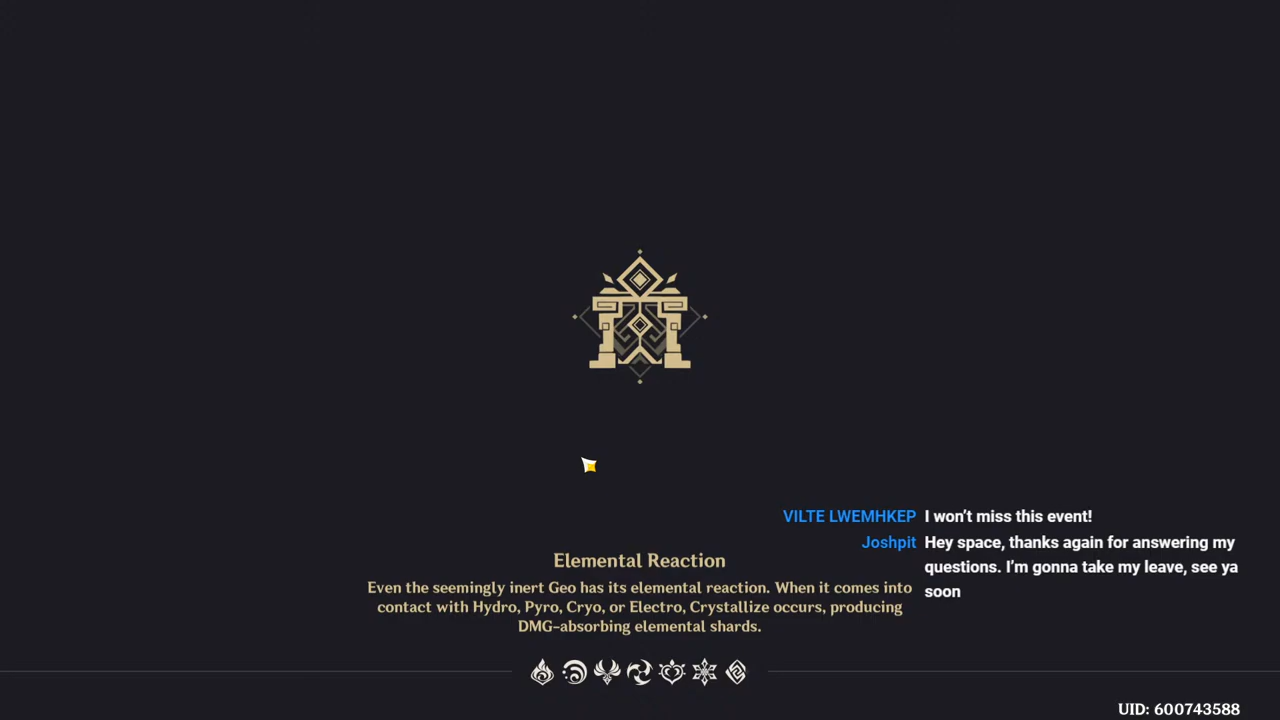 VILTE LWEMHKEP I won't miss this event!
Joshpit Hey space, thanks again for answering my
questions. I'm gonna take my leave, see ya
soon
Elemental Reaction
Even the seemingly inert Geo has its elemental reaction. When it comes into
contact with Hydro, Pyro, Cryo, or Electro, Crystallize occurs, producing
DMG-absorbing elemental shards.
UID: 600743588